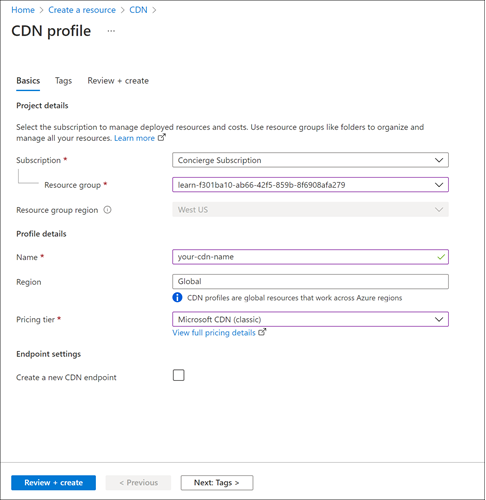 Home > Create a resource > CDN >
CDN profile ...
Basics Tags Review + create
Project details
Select the subscription to manage deployed resources and costs. Use resource groups like folders to organize and
manage all your resources. Learn more
Subscription *
Concierge Subscription
Resource group *
learn-f301ba10-ab66-42f5-859b-8f6908afa279
Resource group region
West US
Profile details
Name *
your-cdn-name
Region
Global
CDN profiles are global resources that work across Azure regions
Pricing tier *
Microsoft CDN (classic)
View full pricing details
Endpoint settings
Create a new CDN endpoint
Review + create
< Previous
Next: Tags >